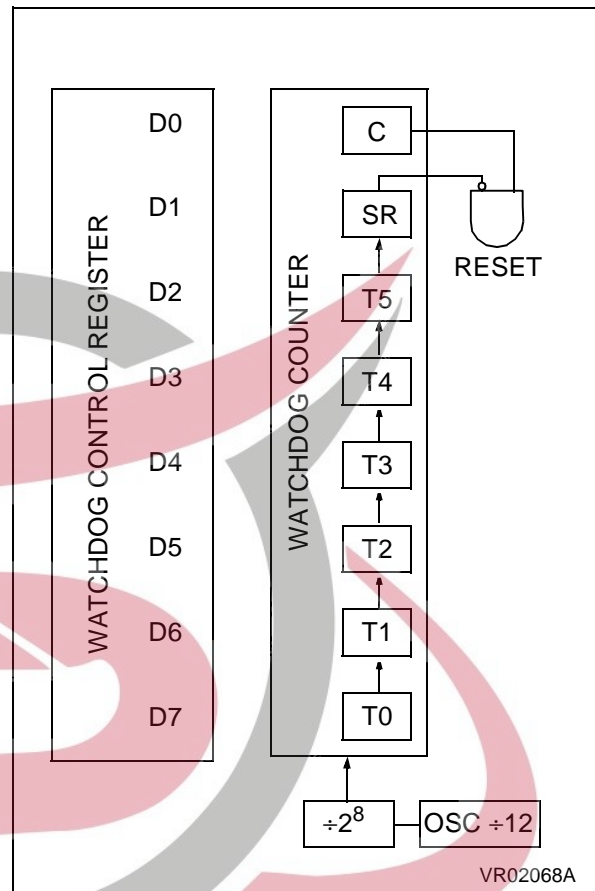 WATCHDOG CONTROL REGISTER
D0
D1
D2
D3
D4
D5
D6
D7
WATCHDOG COUNTER
C
SR
T5
T4
T3
T2
T1
T0
RESET
÷2⁸
OSC ÷12
VR02068A